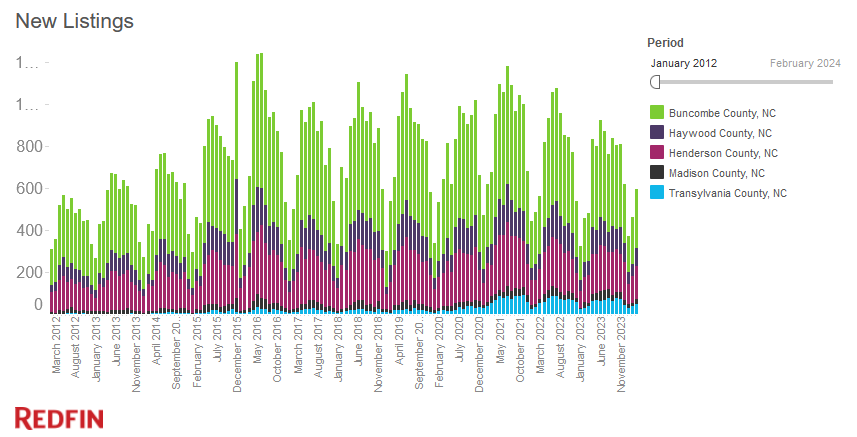 New Listings
Period
January 2012
February 2024
1...
1...
800
600
400
200
0
Buncombe County, NC
Haywood County, NC
Henderson County, NC
Madison County, NC
Transylvania County, NC
March 2012
August 2012
January 2013
June 2013
November 2013
April 2014
September 20..
February 2015
July 2015
December 2015
May 2016
October 2016
March 2017
August 2017
January 2018
June 2018
November 2018
April 2019
September 20..
February 2020
July 2020
December 2020
May 2021
October 2021
March 2022
August 2022
January 2023
June 2023
November 2023
REDFIN